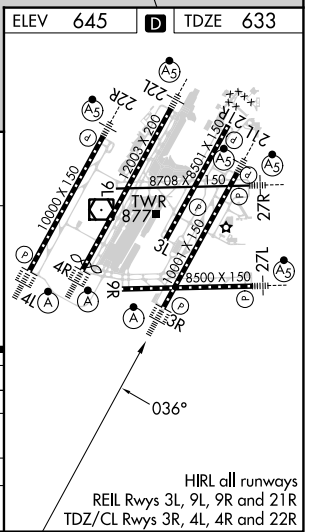 ELEV 645 D TDZE 633
A5
22L
A5
22R
A5
21R
21L
P
12003 X 200
8501 X 150
P
A5
A5
10000 X 150
9L
8708 X 150
27R
P
TWR
877
P
3L
10001 X 150
P
4R
9R
8500 X 150
27L
A5
P
4L
A
A
A
P
3R
036°
HIRL all runways
REIL Rwys 3L, 9L, 9R and 21R
TDZ/CL Rwys 3R, 4L, 4R and 22R